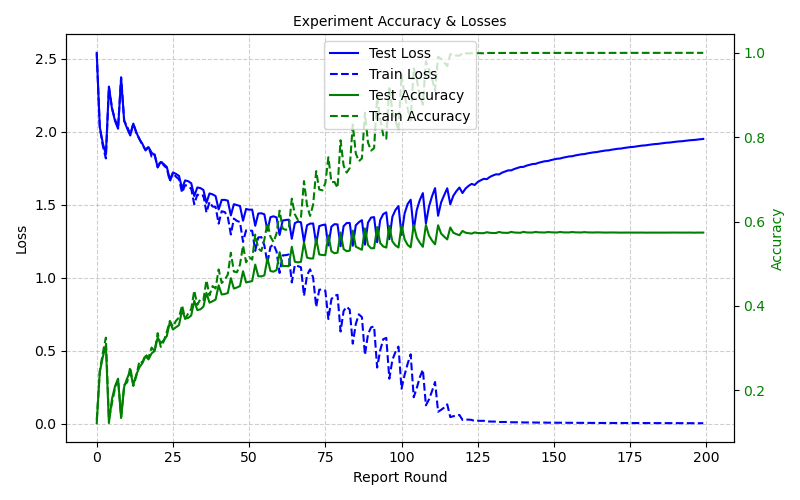 Experiment Accuracy & Losses
Test Loss
Train Loss
Test Accuracy
Train Accuracy
Loss
2.5
2.0
1.5
1.0
0.5
0.0
1.0
0.8
0.6
0.4
0.2
Accuracy
0 25 50 75 100 125 150 175 200
Report Round